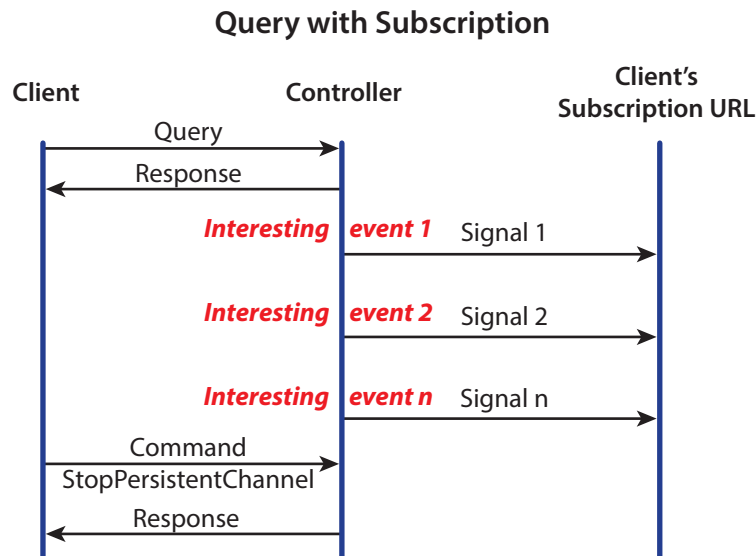 Query with Subscription
Client
Controller
Client's
Subscription URL
Query
Response
Interesting event 1 Signal 1
Interesting event 2 Signal 2
Interesting event n Signal n
Command
StopPersistentChannel
Response